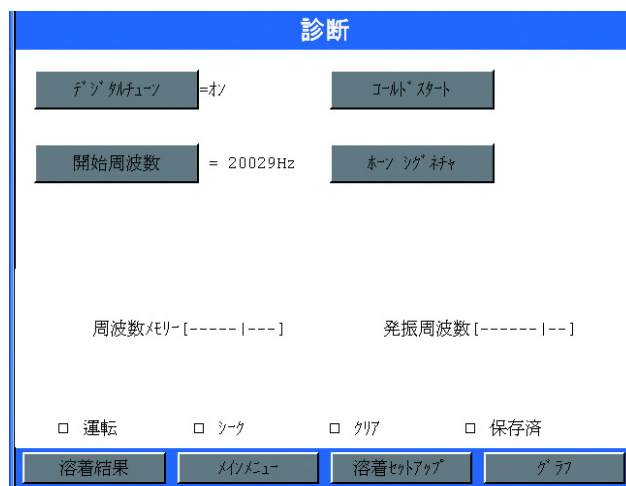 診断
ﾃﾞｼﾞﾀﾙﾁｭｰﾝ =ｵﾝ ｺｰﾙﾄﾞｽﾀｰﾄ
開始周波数 = 20029Hz ﾎｰﾝ ｼｸﾞﾈﾁｬ
周波数ﾒﾓﾘｰ[-----|---] 発振周波数[------|--]
□ 運転 □ ｼｰｸ □ ｸﾘｱ □ 保存済
溶着結果 ﾒｲﾝﾒﾆｭｰ 溶着ｾｯﾄｱｯﾌﾟ ｸﾞﾗﾌ